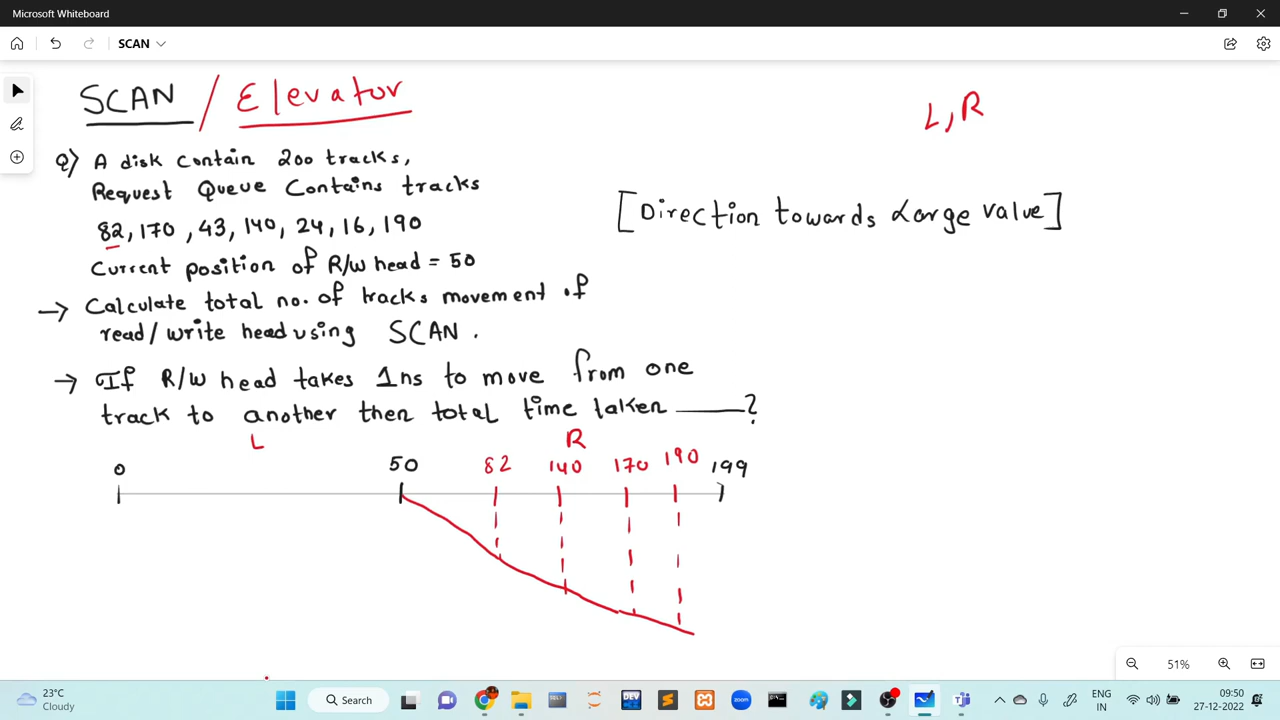 Microsoft Whiteboard
SCAN
SCAN / Elevator
L, R
Q) A disk contain 200 tracks,
Request Queue Contains tracks
82, 170, 43, 140, 24, 16, 190
[Direction towards Large value]
Current position of R/W head = 50
→ Calculate total no. of tracks movement of
read/write head using SCAN.
→ If R/W head takes 1ns to move from one
track to another then total time taken ____?
L R
0 50 82 140 170 190 199
51%
23°C
Cloudy
Search
DEV
zoom
ENG
IN
09:50
27-12-2022